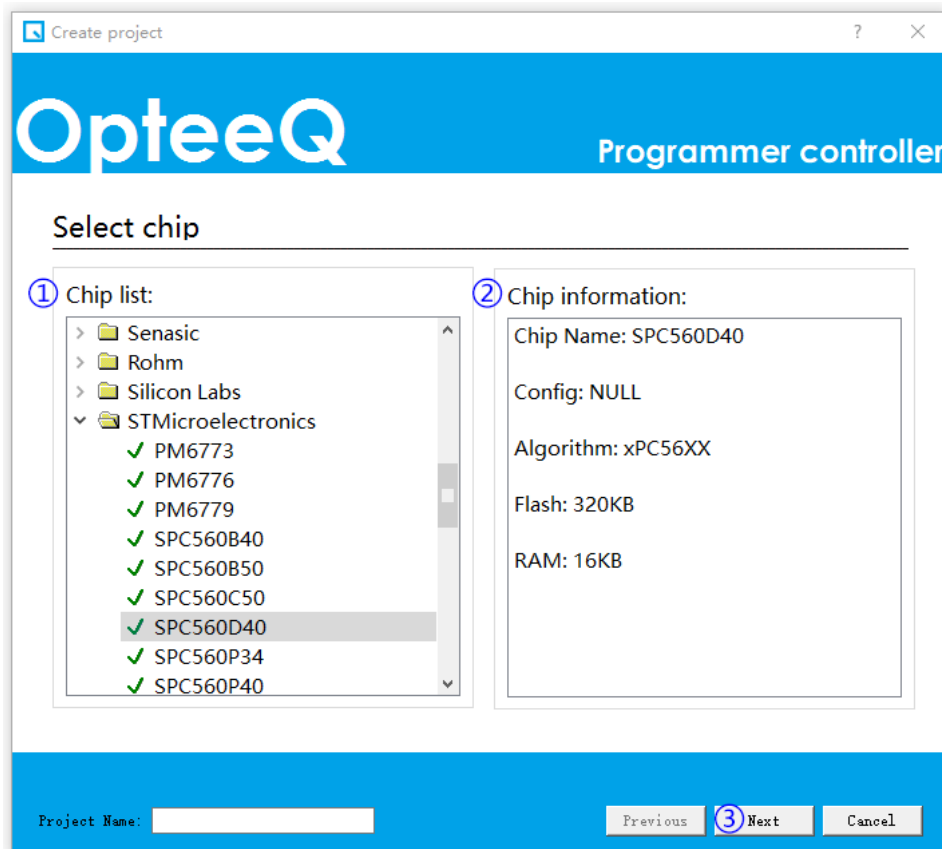 Create project
?
OpteeQ
Programmer controller
Select chip
① Chip list:
Senasic
Rohm
Silicon Labs
STMicroelectronics
PM6773
PM6776
PM6779
SPC560B40
SPC560B50
SPC560C50
SPC560D40
SPC560P34
SPC560P40
② Chip information:
Chip Name: SPC560D40
Config: NULL
Algorithm: xPC56XX
Flash: 320KB
RAM: 16KB
Project Name:
Previous
③ Next
Cancel